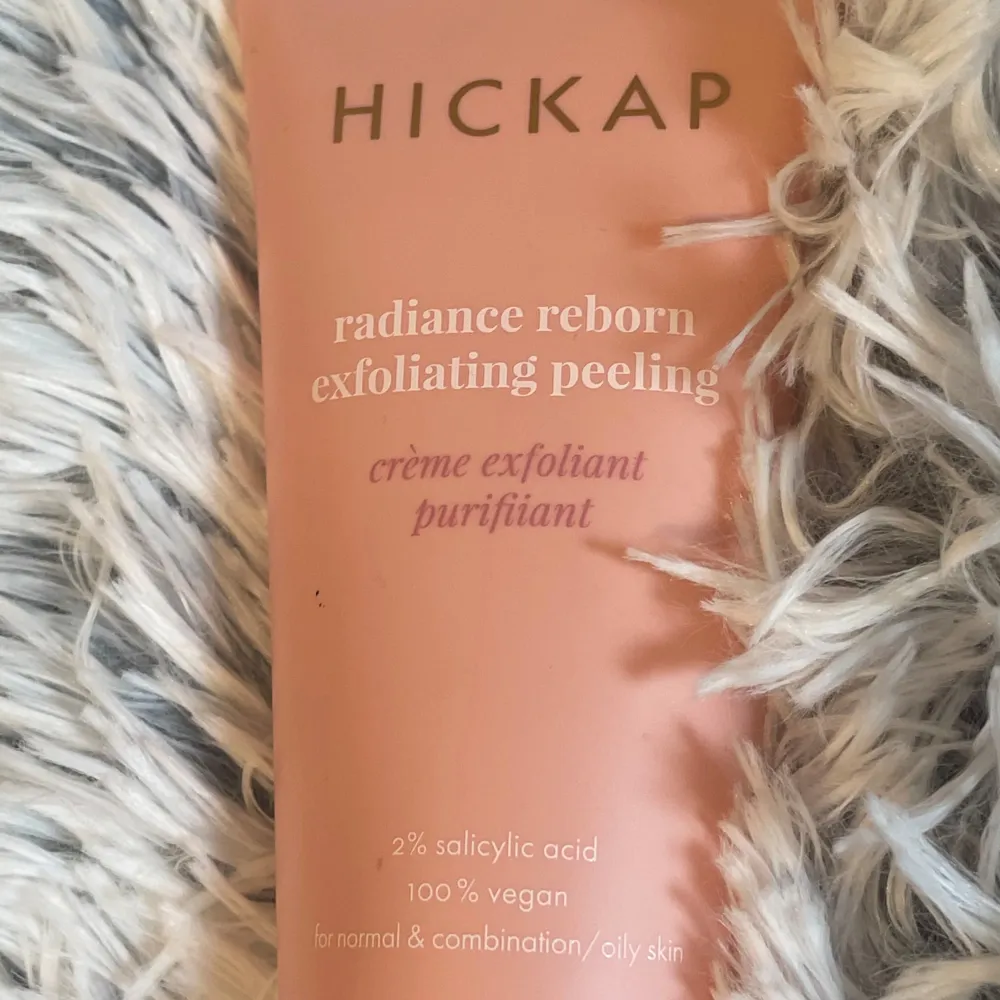 HICKAP
radiance reborn
exfoliating peeling
crème exfoliant
purifiiant
2% salicylic acid
100% vegan
for normal & combination/oily skin